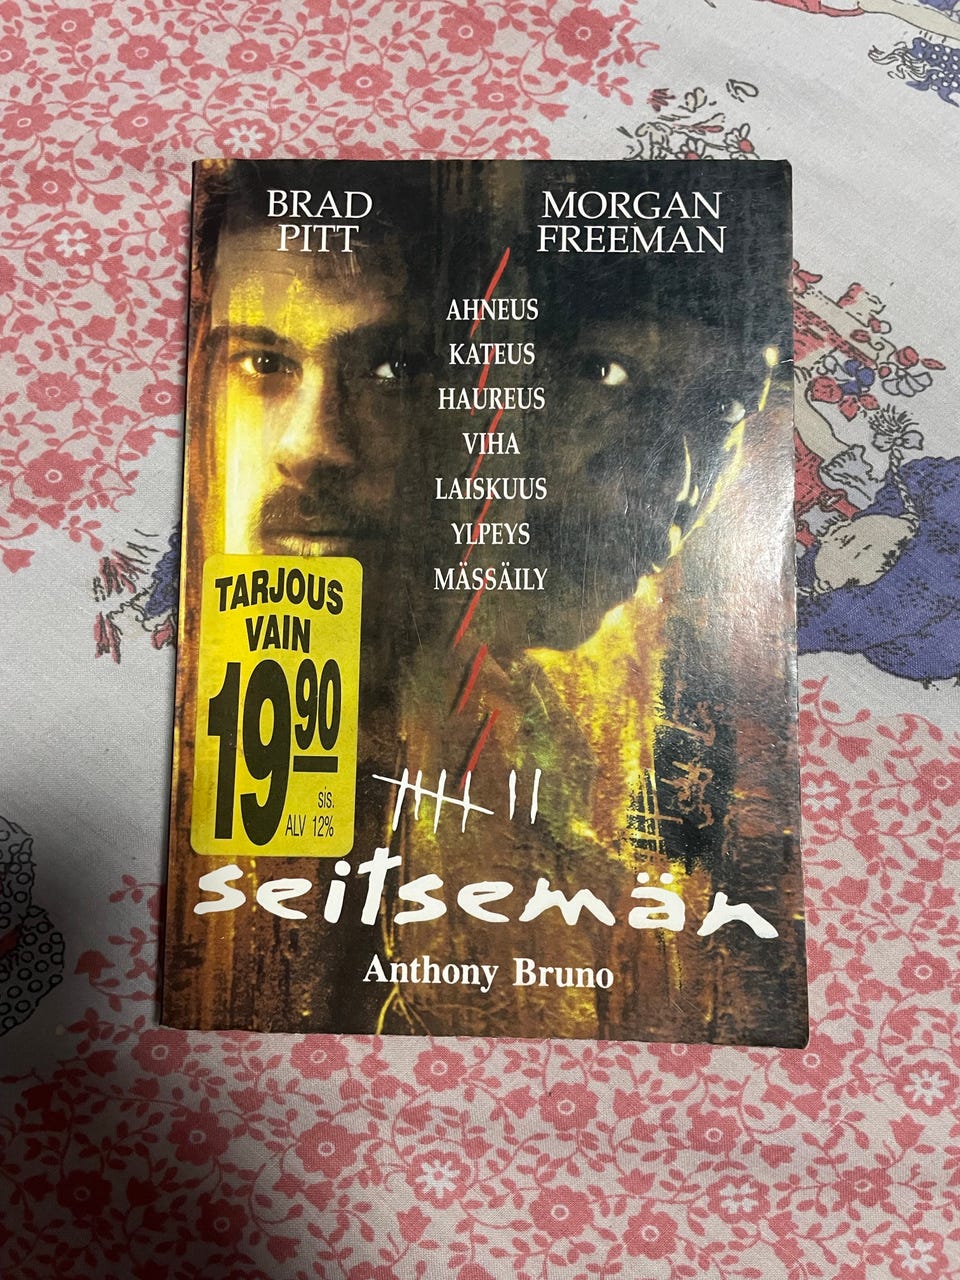 BRAD
PITT
MORGAN
FREEMAN
AHNEUS
KATEUS
HAUREUS
VIHA
LAISKUUS
YLPEYS
MÄSSÄILY
TARJOUS
VAIN
19 90
sis.
ALV 12%
seitsemän
Anthony Bruno